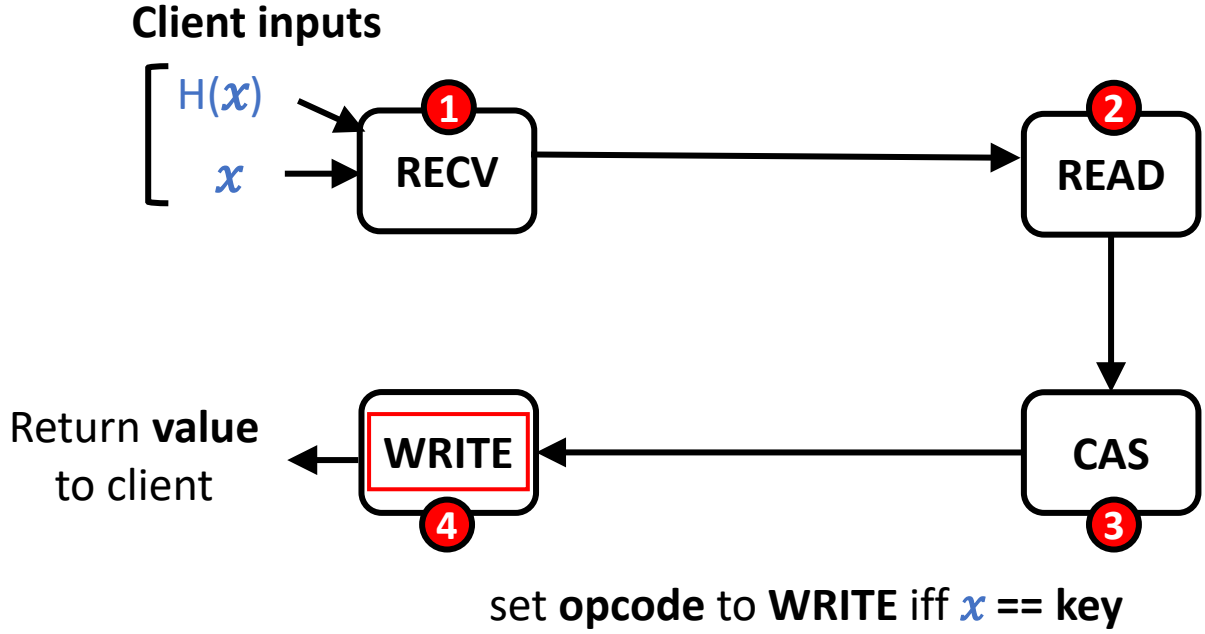 Client inputs
H(x)
x
1
RECV
2
READ
Return value
to client
WRITE
4
CAS
3
set opcode to WRITE iff x == key